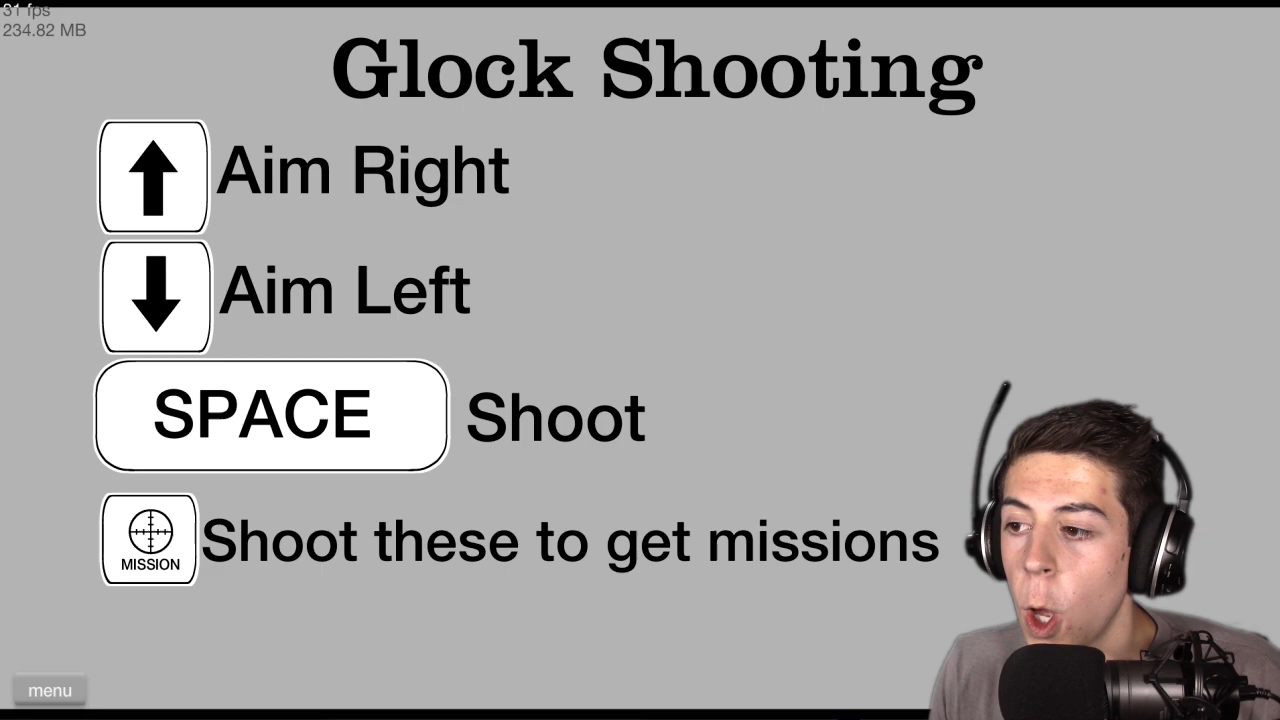 31 fps
234.82 MB
Glock Shooting
Aim Right
Aim Left
SPACE Shoot
MISSION Shoot these to get missions
menu